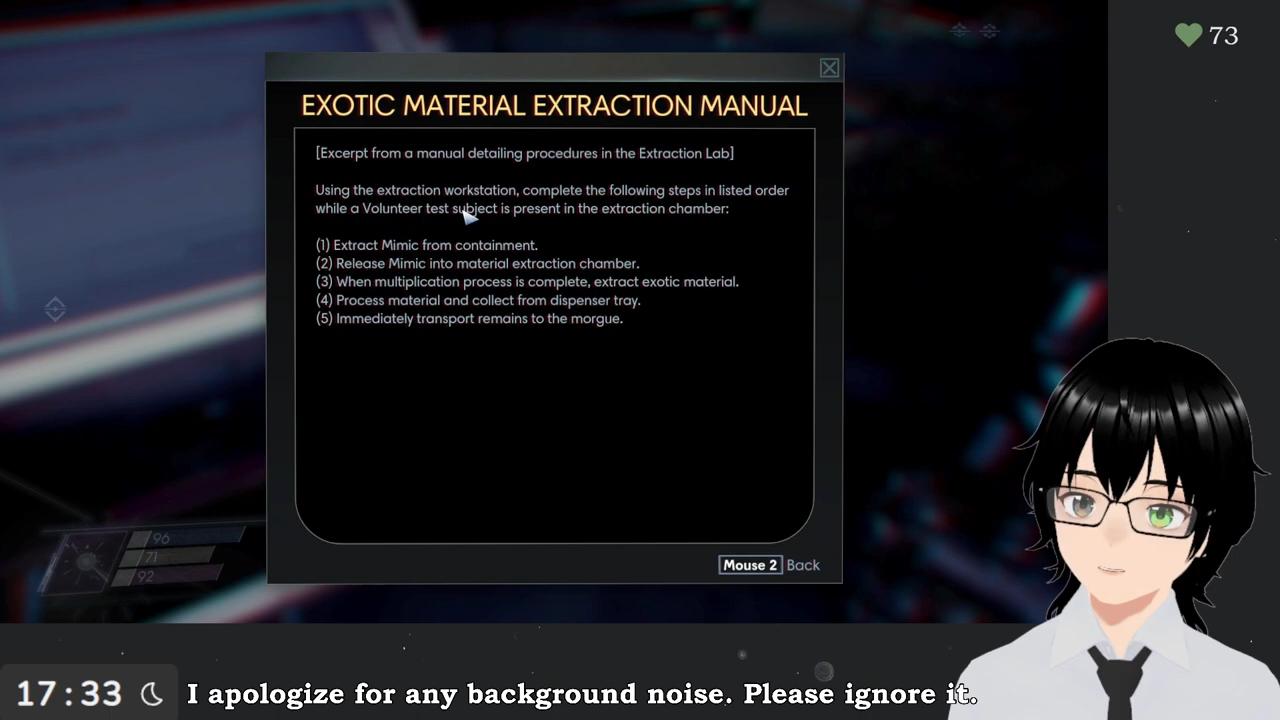 73
EXOTIC MATERIAL EXTRACTION MANUAL
[Excerpt from a manual detailing procedures in the Extraction Lab]
Using the extraction workstation, complete the following steps in listed order
while a Volunteer test subject is present in the extraction chamber:
(1) Extract Mimic from containment.
(2) Release Mimic into material extraction chamber.
(3) When multiplication process is complete, extract exotic material.
(4) Process material and collect from dispenser tray.
(5) Immediately transport remains to the morgue.
96
71
92
Mouse 2 Back
17:33 I apologize for any background noise. Please ignore it.